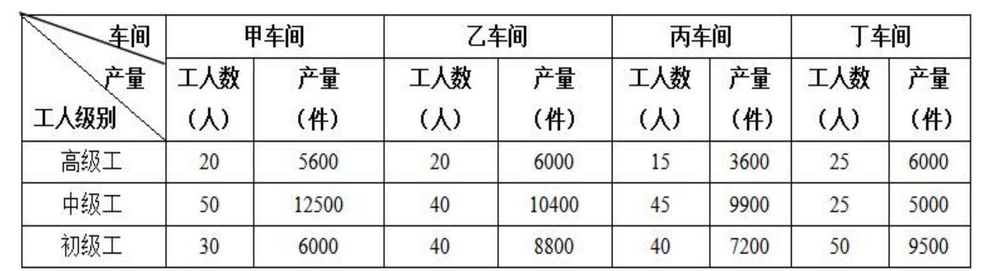 车间 甲车间 乙车间 丙车间 丁车间
产量 工人数 产量 工人数 产量 工人数 产量 工人数 产量
工人级别 （人） （件） （人） （件） （人） （件） （人） （件）
高级工 20 5600 20 6000 15 3600 25 6000
中级工 50 12500 40 10400 45 9900 25 5000
初级工 30 6000 40 8800 40 7200 50 9500